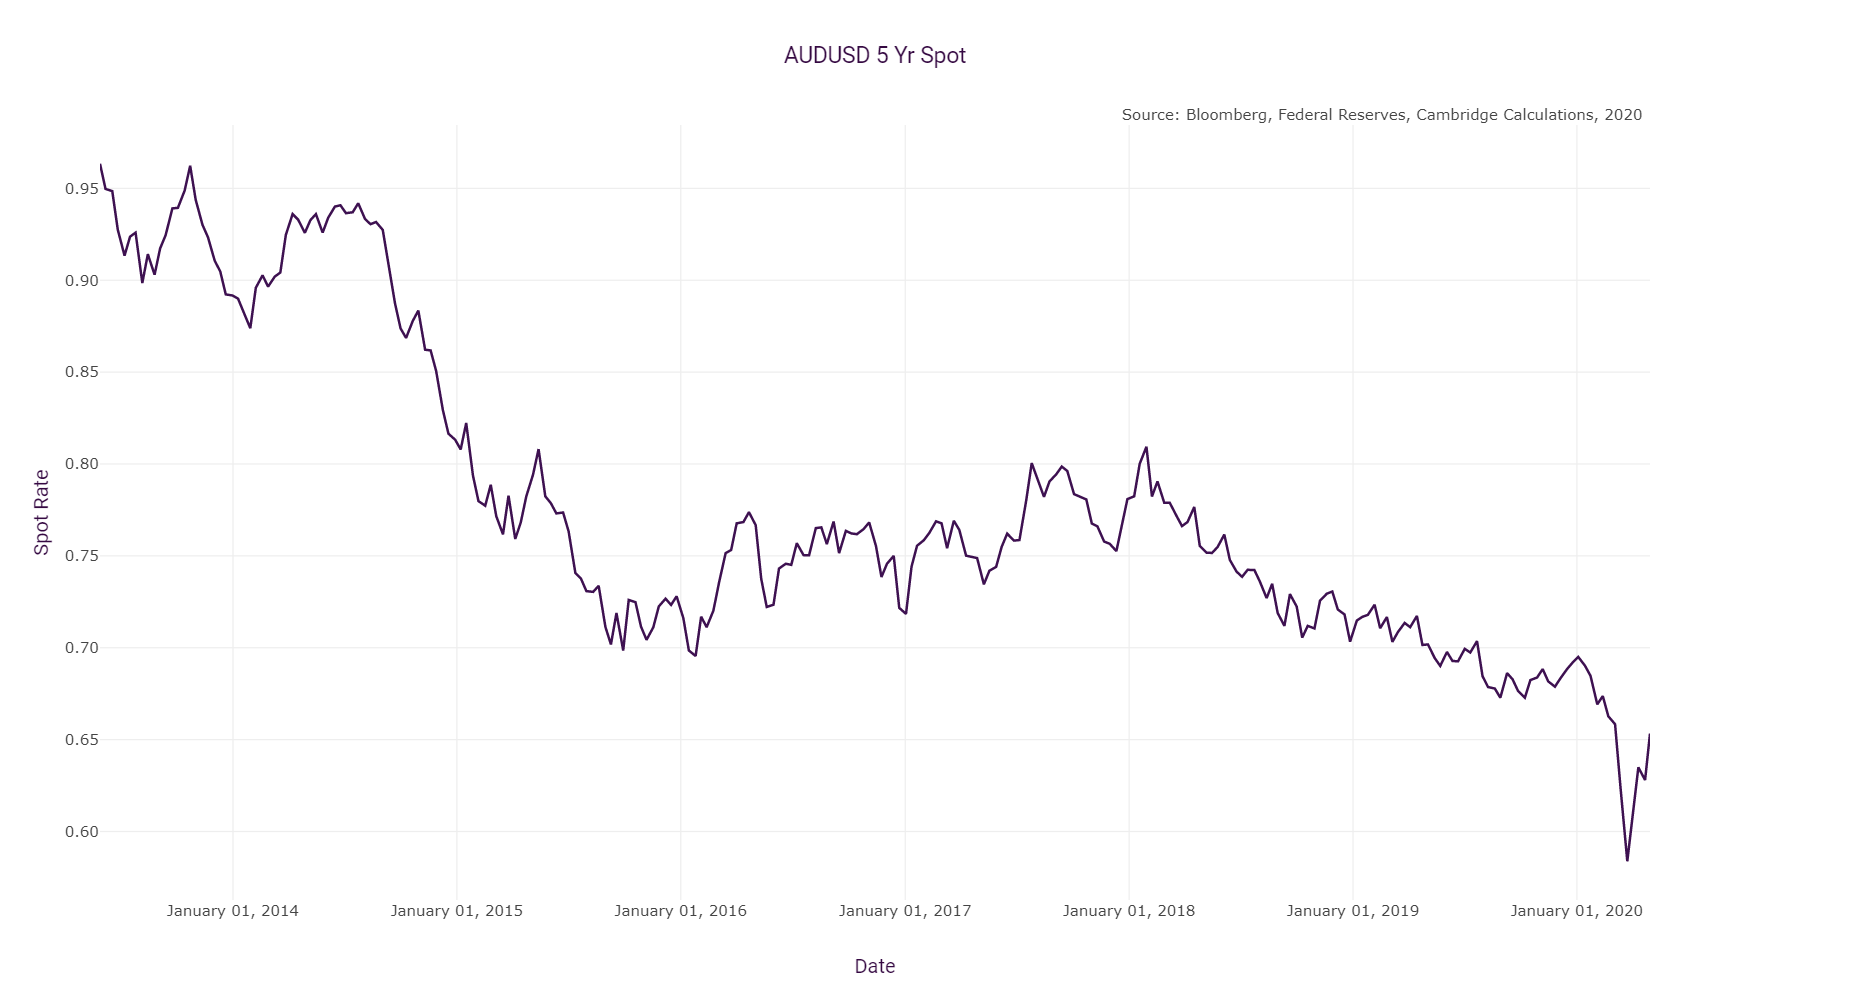 AUDUSD 5 Yr Spot
Source: Bloomberg, Federal Reserves, Cambridge Calculations, 2020
0.95
0.90
0.85
0.80
0.75
0.70
0.65
0.60
Spot Rate
January 01, 2014
January 01, 2015
January 01, 2016
January 01, 2017
January 01, 2018
January 01, 2019
January 01, 2020
Date